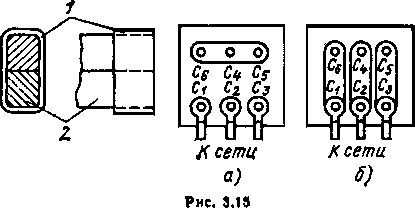 1
2
C6 C4 C5
C1 C2 C3
К сети
а)
C6 C4 C5
C1 C2 C3
К сети
б)
Рис. 3.15